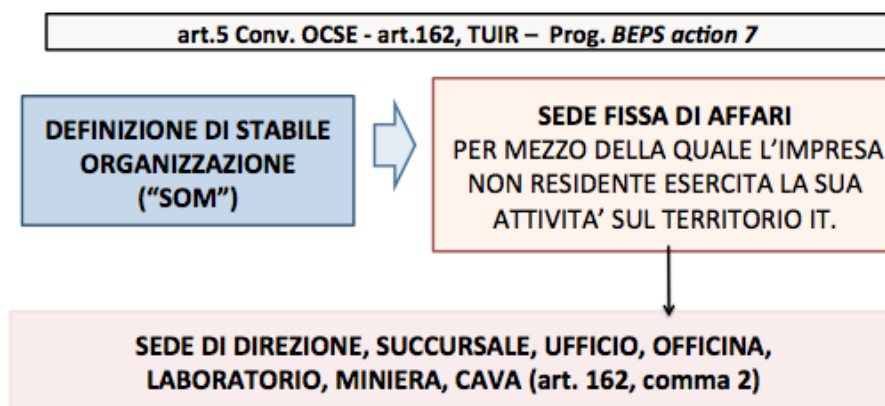 art.5 Conv. OCSE - art.162, TUIR – Prog. BEPS action 7
DEFINIZIONE DI STABILE
ORGANIZZAZIONE
(“SOM”)
SEDE FISSA DI AFFARI
PER MEZZO DELLA QUALE L’IMPRESA
NON RESIDENTE ESERCITA LA SUA
ATTIVITA’ SUL TERRITORIO IT.
SEDE DI DIREZIONE, SUCCURSALE, UFFICIO, OFFICINA,
LABORATORIO, MINIERA, CAVA (art. 162, comma 2)